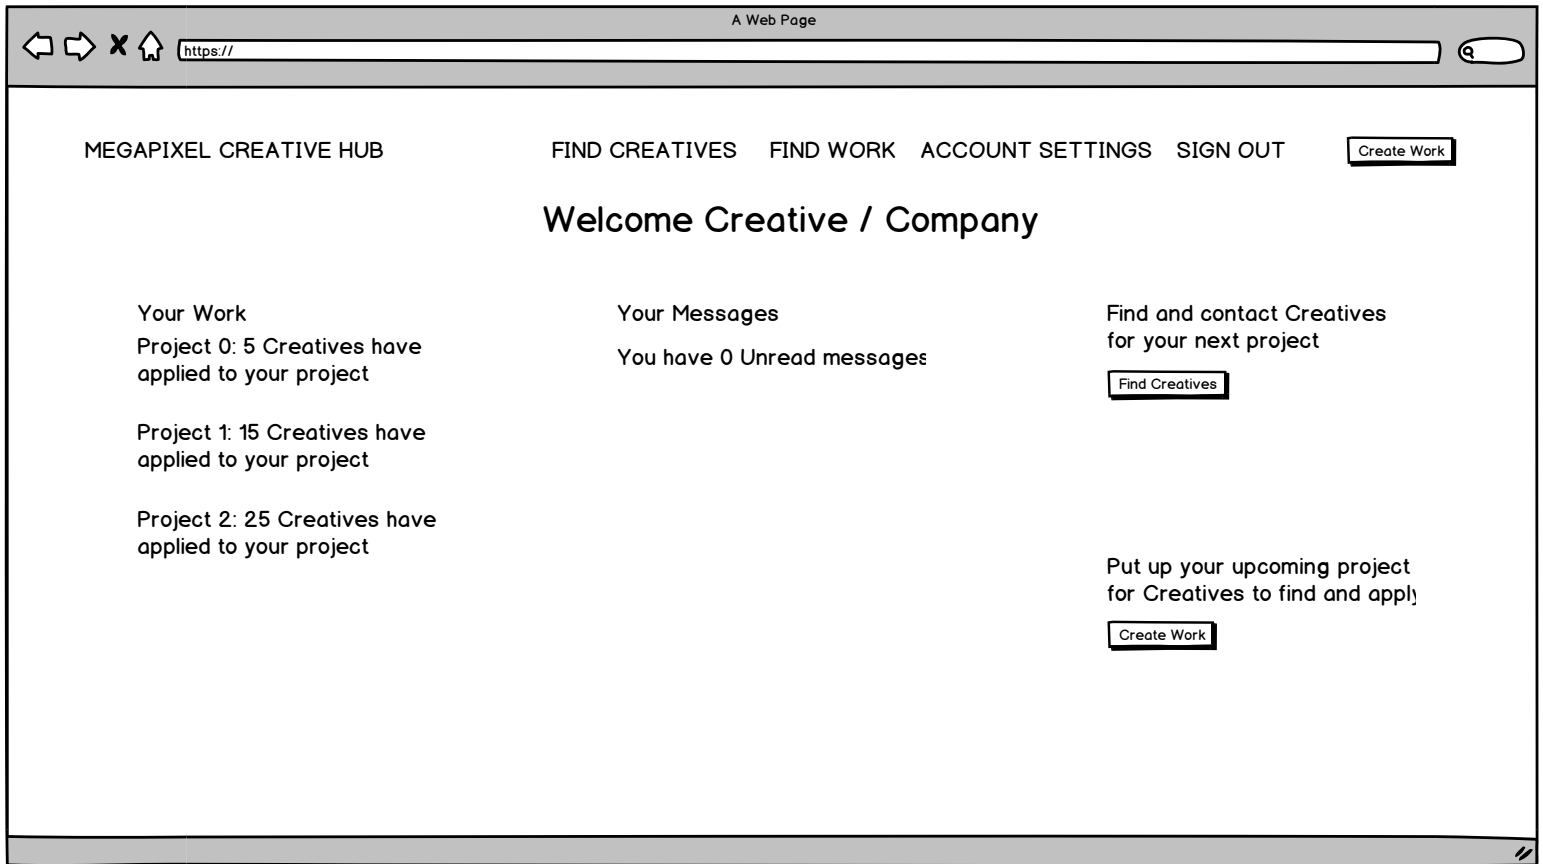 A Web Page
https://
MEGAPIXEL CREATIVE HUB
FIND CREATIVES
FIND WORK
ACCOUNT SETTINGS
SIGN OUT
Create Work
Welcome Creative / Company
Your Work
Project 0: 5 Creatives have
applied to your project
Project 1: 15 Creatives have
applied to your project
Project 2: 25 Creatives have
applied to your project
Your Messages
You have 0 Unread messages
Find and contact Creatives
for your next project
Find Creatives
Put up your upcoming project
for Creatives to find and apply
Create Work